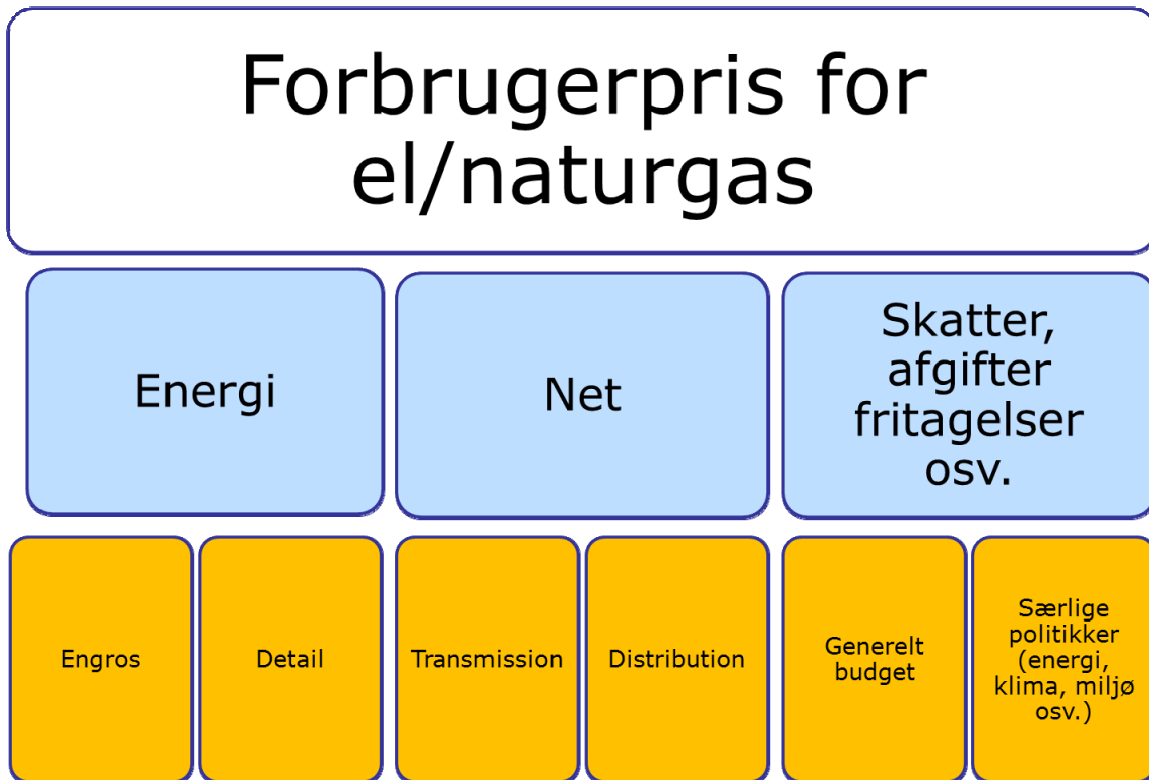 Forbrugerpris for
el/naturgas
Energi
Net
Skatter,
afgifter
fritagelser
osv.
Engros
Detail
Transmission
Distribution
Generelt
budget
Særlige
politikker
(energi,
klima, miljø
osv.)